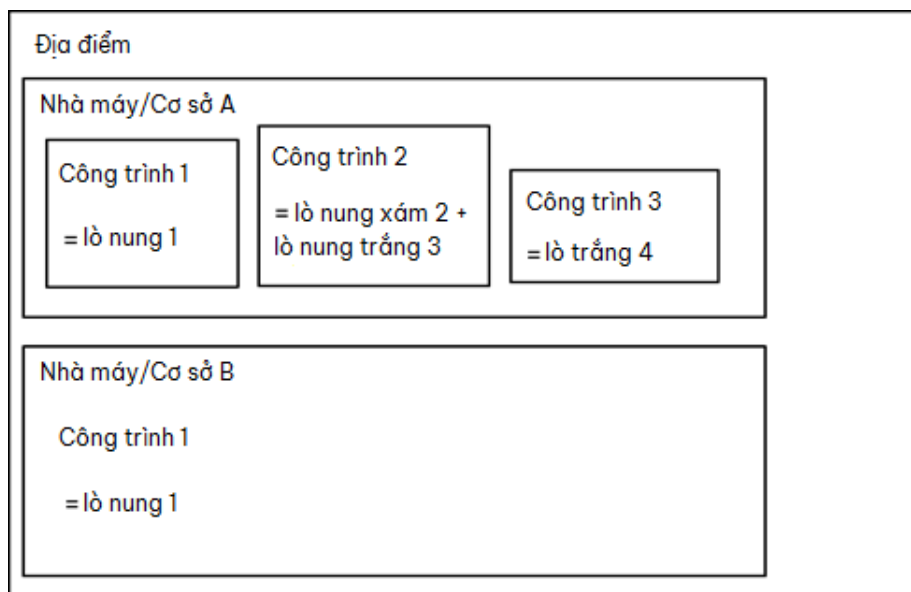 Địa điểm
Nhà máy/Cơ sở A
Công trình 1
= lò nung 1
Công trình 2
= lò nung xám 2 +
lò nung trắng 3
Công trình 3
= lò trắng 4
Nhà máy/Cơ sở B
Công trình 1
= lò nung 1